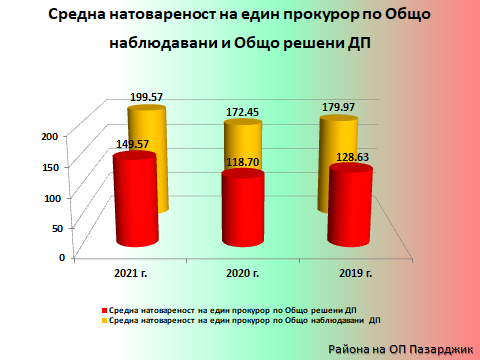 Средна натовареност на един прокурор по Общо
наблюдавани и Общо решени ДП
199.57
172.45
179.97
149.57
118.70
128.63
200
150
100
50
0
2021 г.
2020 г.
2019 г.
Средна натовареност на един прокурор по Общо решени ДП
Средна натовареност на един прокурор по Общо наблюдавани ДП
Района на ОП Пазарджик